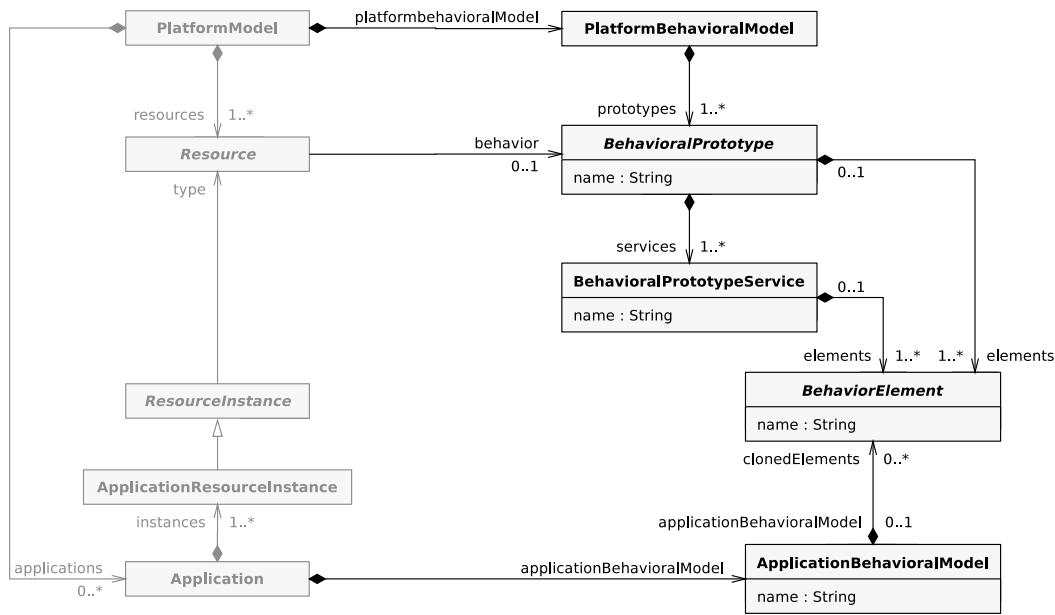 platformbehavioralModel
PlatformModel
PlatformBehavioralModel
resources 1..*
prototypes 1..*
Resource
behavior
0..1
BehavioralPrototype
name : String
0..1
type
services 1..*
BehavioralPrototypeService
name : String
0..1
elements 1..* 1..* elements
ResourceInstance
BehaviorElement
name : String
clonedElements 0..*
ApplicationResourceInstance
instances 1..*
applicationBehavioralModel 0..1
applications
0..*
Application
applicationBehavioralModel
ApplicationBehavioralModel
name : String